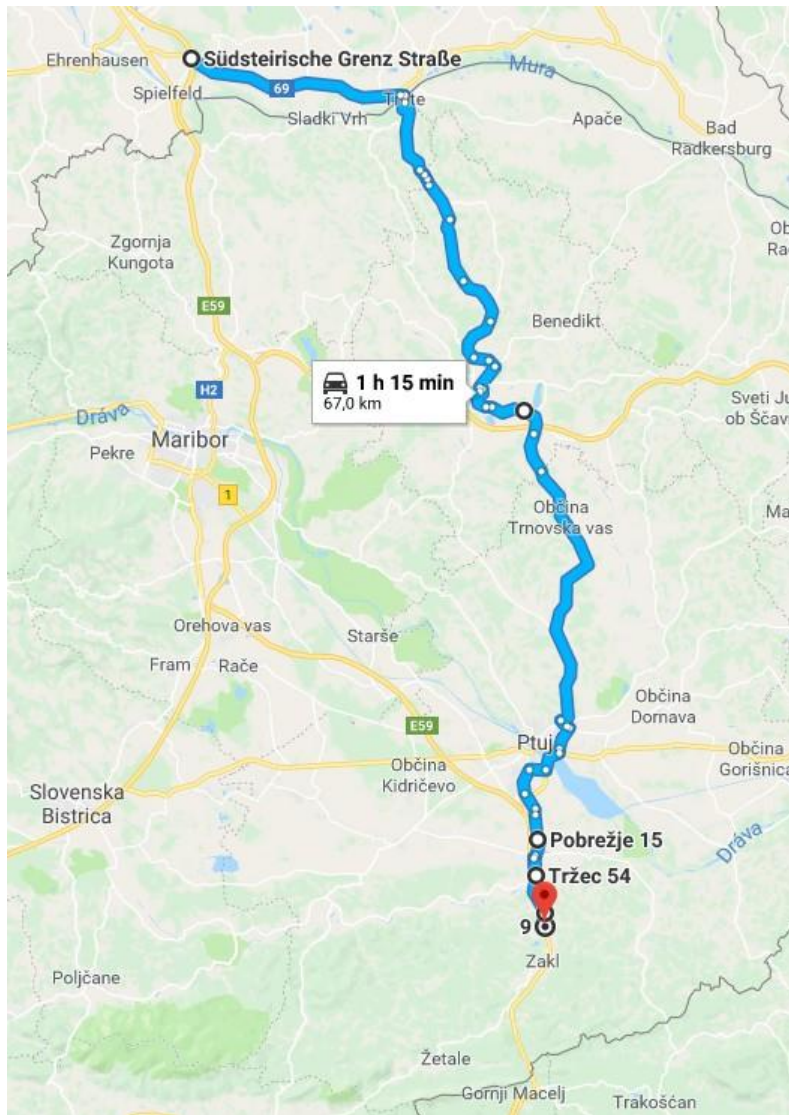 Ehrenhausen
Südsteirische Grenz Straße
Spielfeld
69
Mura
Sladki Vrh
Apače
Bad
Radkersburg
Zgornja
Kungota
E59
Benedikt
1 h 15 min
67,0 km
H2
Dráva
Maribor
Pekre
Sveti Ju
ob Ščav
1
Občina
Trnovska vas
Orehova vas
Starše
Fram
Rače
Občina
Dornava
E59
Ptuj
Občina
Kidričevo
Občina
Gorišnica
Slovenska
Bistrica
Pobrežje 15
Dráva
Tržec 54
9
Zakl
Poljčane
Žetale
Gornji Macelj
Trakošćan